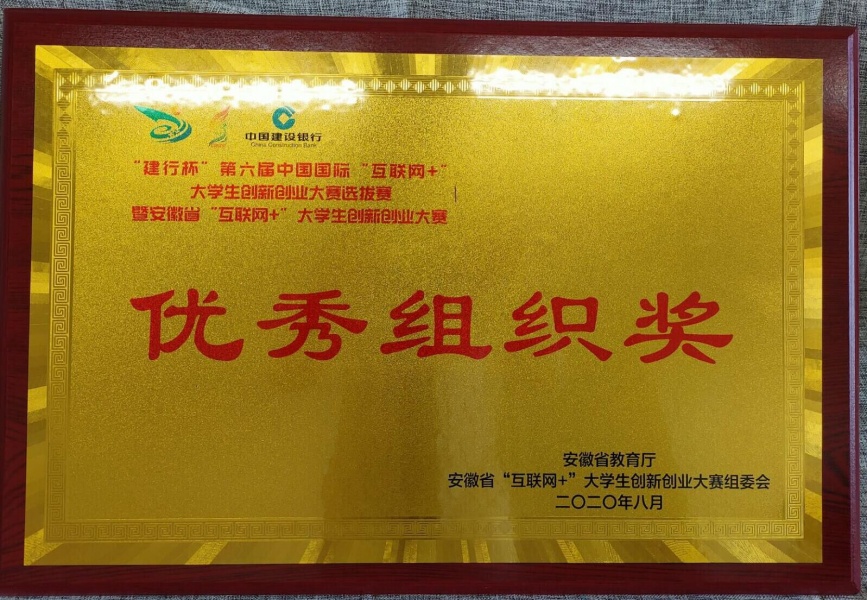 中国建设银行
China Construction Bank
“建行杯”第六届中国国际“互联网+”
大学生创新创业大赛选拔赛
暨安徽省“互联网+”大学生创新创业大赛
优秀组织奖
安徽省教育厅
安徽省“互联网+”大学生创新创业大赛组委会
二〇二〇年八月